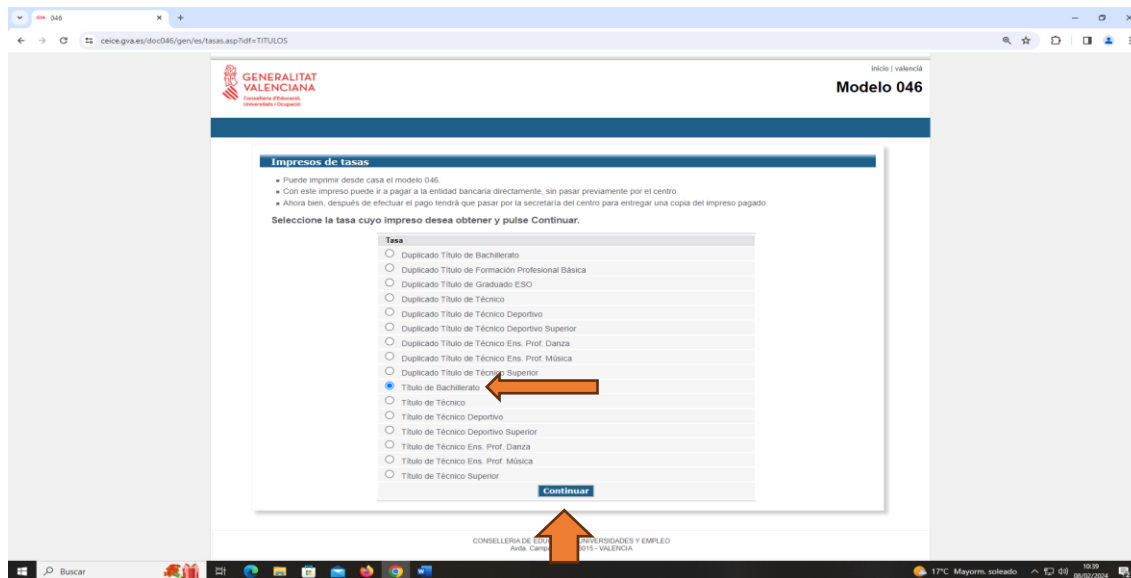 046
ceice.gva.es/doc046/gen/es/tasas.asp?idf=TITULOS
GENERALITAT
VALENCIANA
Conselleria d'Educació,
Universitats i Ocupació
inicio | valencià
Modelo 046
Impresos de tasas
Puede imprimir desde casa el modelo 046.
Con este impreso puede ir a pagar a la entidad bancaria directamente, sin pasar previamente por el centro.
Ahora bien, después de efectuar el pago tendrá que pasar por la secretaría del centro para entregar una copia del impreso pagado.
Seleccione la tasa cuyo impreso desea obtener y pulse Continuar.
Tasa
Duplicado Título de Bachillerato
Duplicado Título de Formación Profesional Básica
Duplicado Título de Graduado ESO
Duplicado Título de Técnico
Duplicado Título de Técnico Deportivo
Duplicado Título de Técnico Deportivo Superior
Duplicado Título de Técnico Ens. Prof. Danza
Duplicado Título de Técnico Ens. Prof. Música
Duplicado Título de Técnico Superior
Título de Bachillerato
Título de Técnico
Título de Técnico Deportivo
Título de Técnico Deportivo Superior
Título de Técnico Ens. Prof. Danza
Título de Técnico Ens. Prof. Música
Título de Técnico Superior
Continuar
CONSELLERIA DE UNIVERSIDADES Y EMPLEO
Avda. - VALENCIA
Buscar
17°C Mayorm. soleado
10:39
08/02/2024